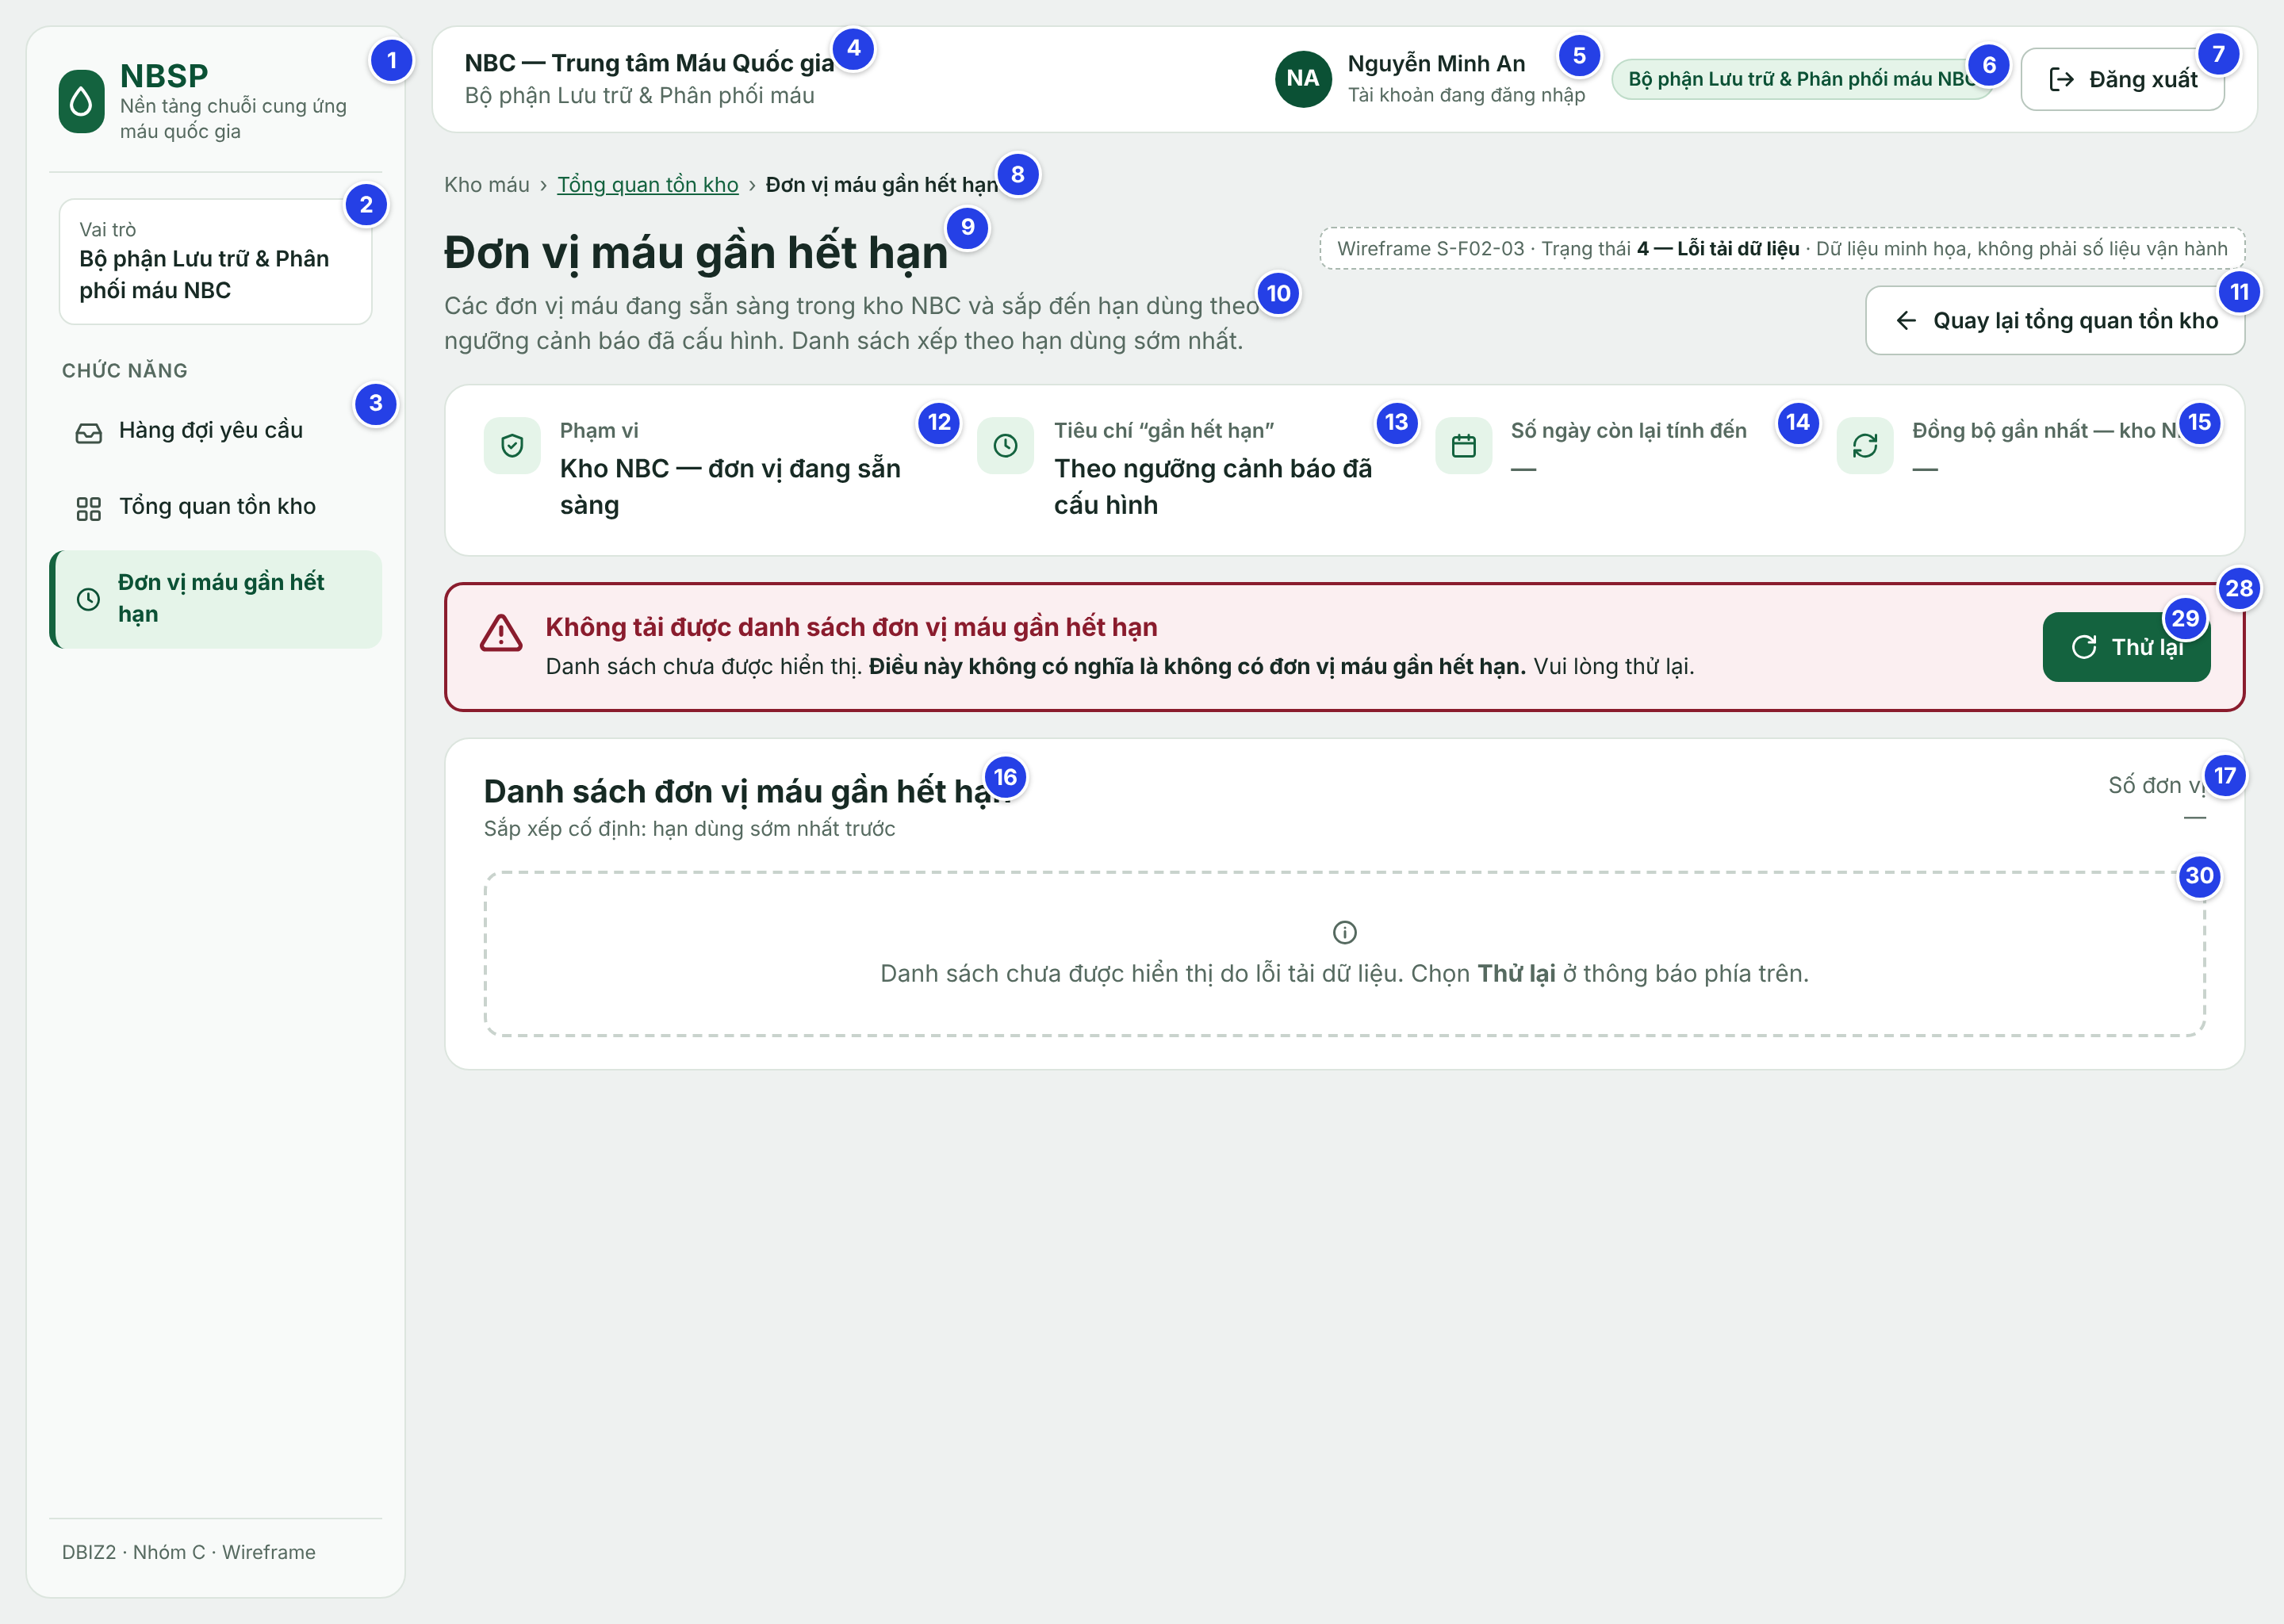 NBSP
Nền tảng chuỗi cung ứng
máu quốc gia
1
Vai trò
Bộ phận Lưu trữ & Phân
phối máu NBC
2
CHỨC NĂNG
3
Hàng đợi yêu cầu
Tổng quan tồn kho
Đơn vị máu gần hết
hạn
DBIZ2 · Nhóm C · Wireframe
NBC — Trung tâm Máu Quốc gia
4
Bộ phận Lưu trữ & Phân phối máu
NA
Nguyễn Minh An
5
Tài khoản đang đăng nhập
Bộ phận Lưu trữ & Phân phối máu NBC
6
Đăng xuất
7
Kho máu › Tổng quan tồn kho › Đơn vị máu gần hết hạn
8
Đơn vị máu gần hết hạn
9
Các đơn vị máu đang sẵn sàng trong kho NBC và sắp đến hạn dùng theo
ngưỡng cảnh báo đã cấu hình. Danh sách xếp theo hạn dùng sớm nhất.
10
Wireframe S-F02-03 · Trạng thái 4 — Lỗi tải dữ liệu · Dữ liệu minh họa, không phải số liệu vận hành
Quay lại tổng quan tồn kho
11
Phạm vi
12
Kho NBC — đơn vị đang sẵn
sàng
Tiêu chí “gần hết hạn”
13
Theo ngưỡng cảnh báo đã
cấu hình
Số ngày còn lại tính đến
14
—
Đồng bộ gần nhất — kho
15
—
28
Không tải được danh sách đơn vị máu gần hết hạn
Danh sách chưa được hiển thị. Điều này không có nghĩa là không có đơn vị máu gần hết hạn. Vui lòng thử lại.
Thử lại
29
Danh sách đơn vị máu gần hết hạn
16
Sắp xếp cố định: hạn dùng sớm nhất trước
Số đơn vị
17
—
30
Danh sách chưa được hiển thị do lỗi tải dữ liệu. Chọn Thử lại ở thông báo phía trên.